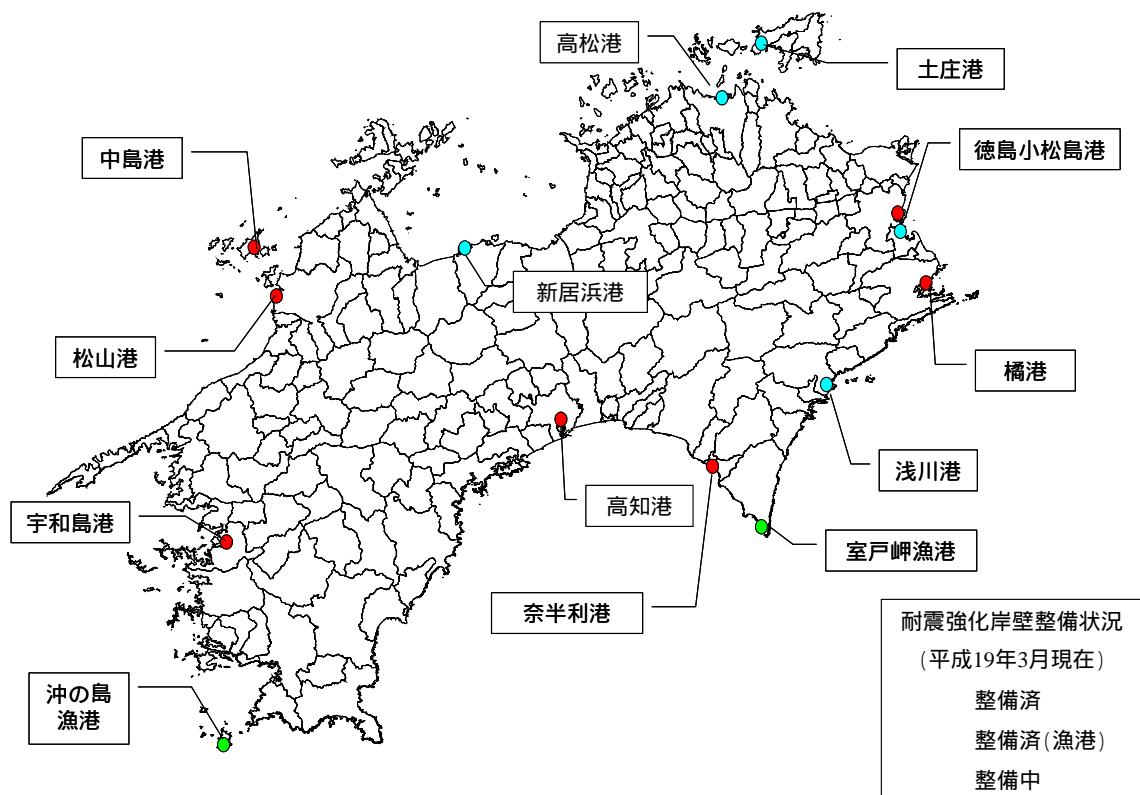 高松港
土庄港
中島港
徳島小松島港
新居浜港
松山港
橘港
浅川港
高知港
宇和島港
室戸岬漁港
奈半利港
沖の島
漁港
耐震強化岸壁整備状況
(平成19年3月現在)
整備済
整備済(漁港)
整備中